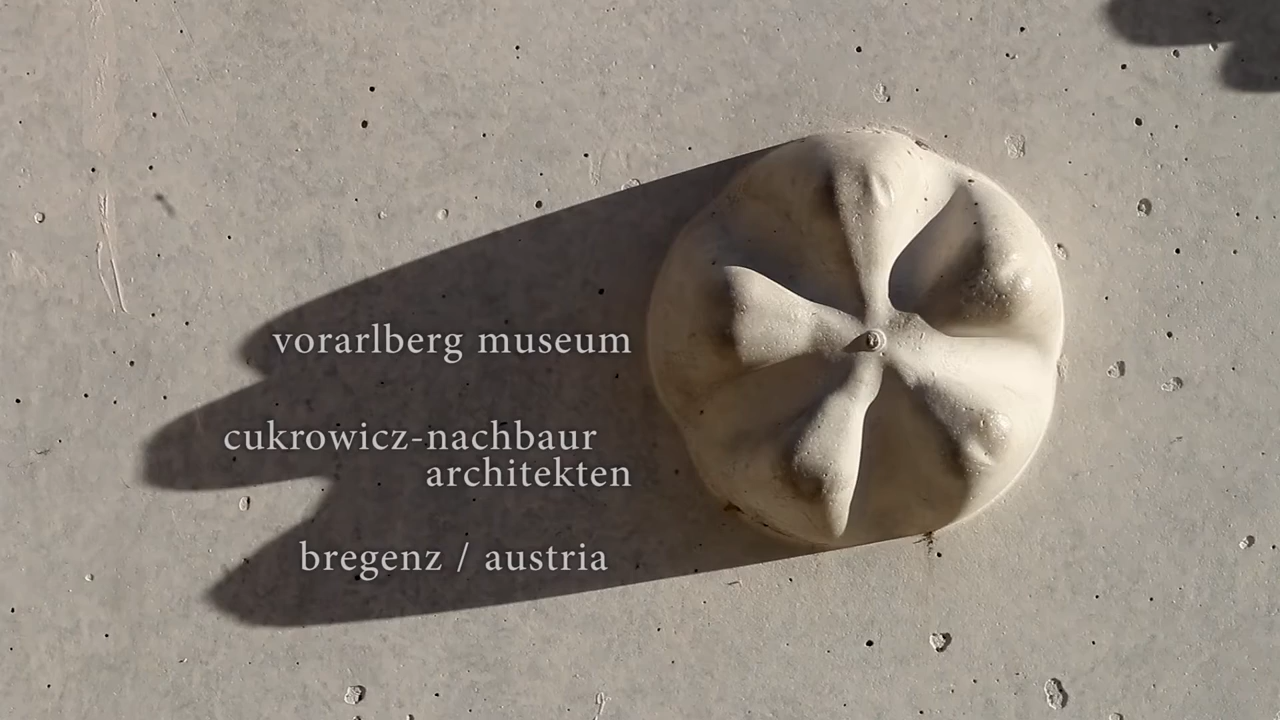 vorarlberg museum
cukrowicz-nachbaur
architekten
bregenz / austria